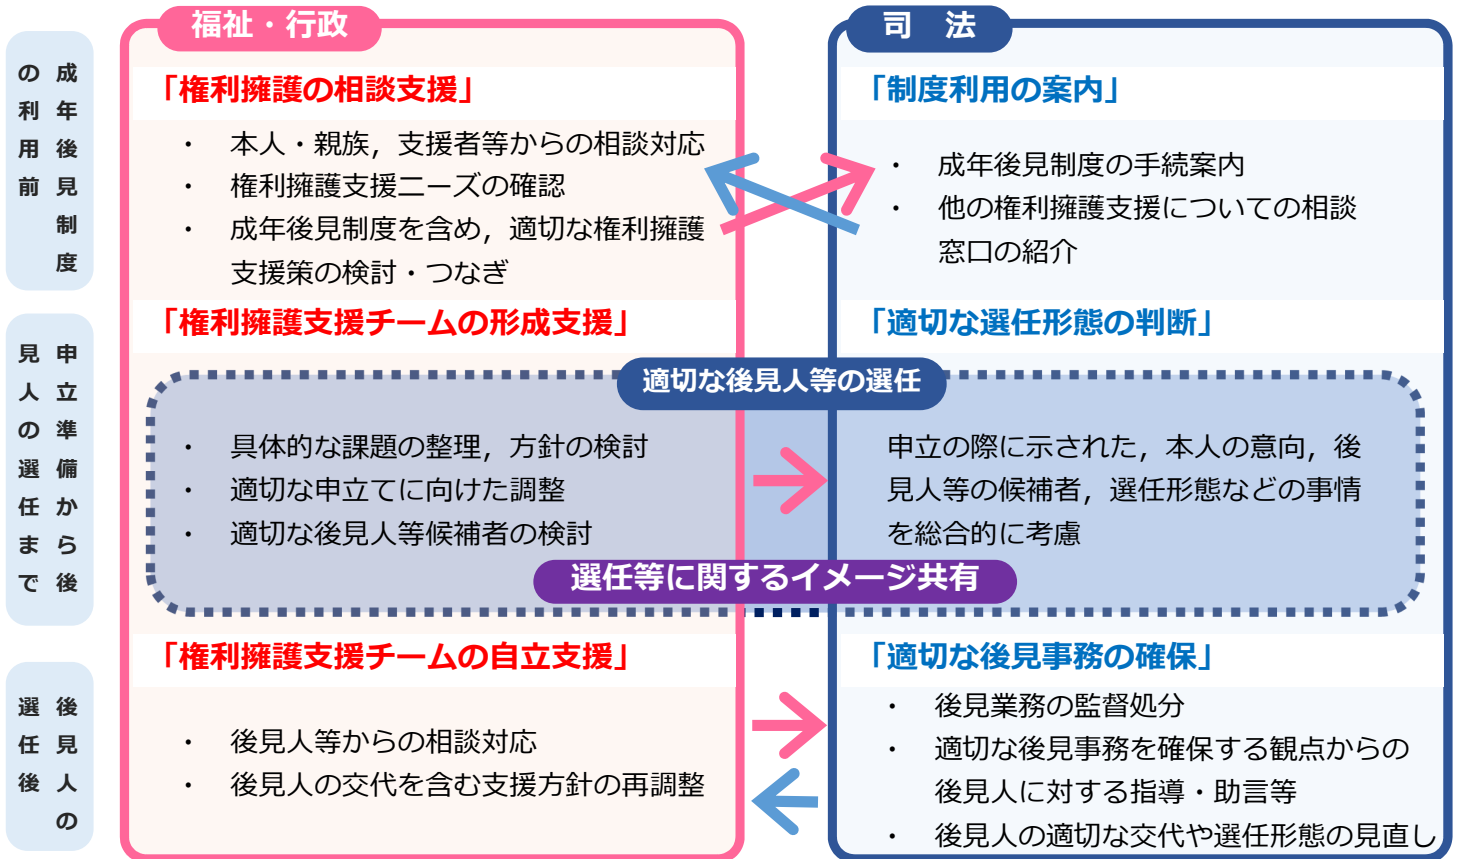 福祉・行政
司　法
成年後見制度
の利用前
「権利擁護の相談支援」
・　本人・親族，支援者等からの相談対応
・　権利擁護支援ニーズの確認
・　成年後見制度を含め，適切な権利擁護
支援策の検討・つなぎ
「制度利用の案内」
・　成年後見制度の手続案内
・　他の権利擁護支援についての相談
窓口の紹介
申立準備から後
見人の選任まで
「権利擁護支援チームの形成支援」
「適切な選任形態の判断」
適切な後見人等の選任
・　具体的な課題の整理，方針の検討
・　適切な申立てに向けた調整
・　適切な後見人等候補者の検討
申立の際に示された，本人の意向，後
見人等の候補者，選任形態などの事情
を総合的に考慮
選任等に関するイメージ共有
後見人の
選任後
「権利擁護支援チームの自立支援」
・　後見人等からの相談対応
・　後見人の交代を含む支援方針の再調整
「適切な後見事務の確保」
・　後見業務の監督処分
・　適切な後見事務を確保する観点からの
後見人に対する指導・助言等
・　後見人の適切な交代や選任形態の見直し